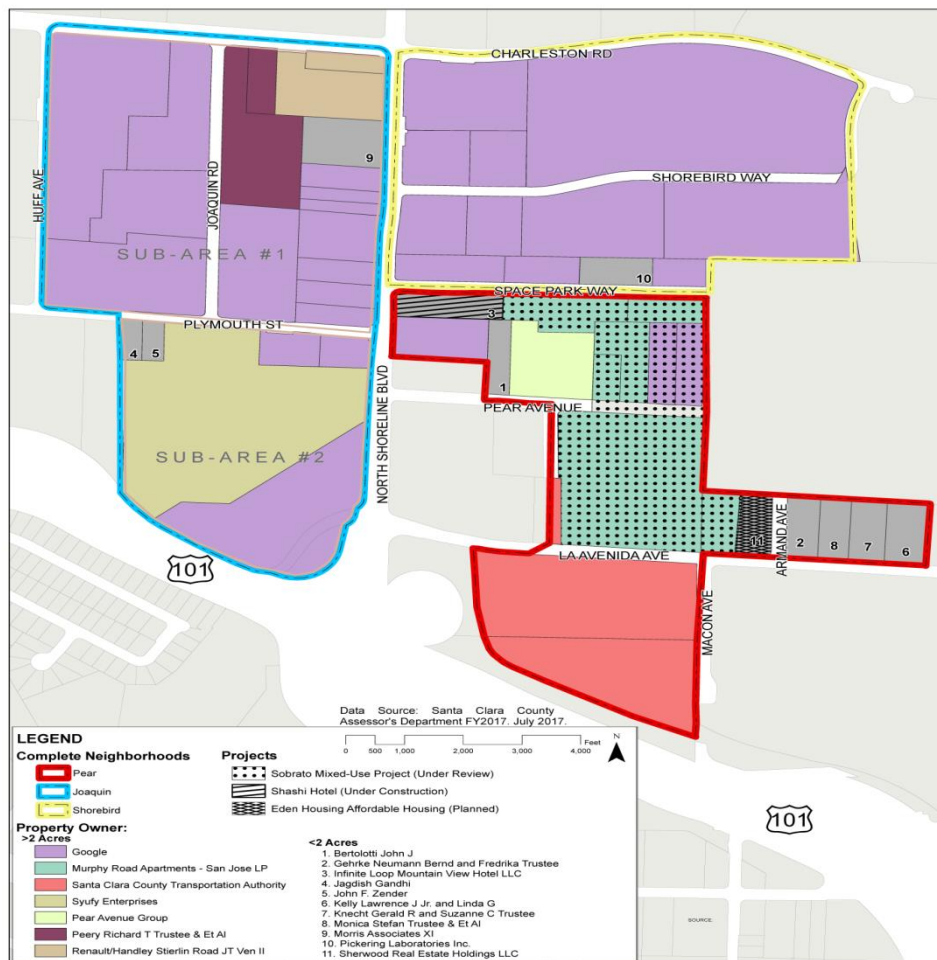 CHARLESTON RD
HUFF AVE
JOAQUIN RD
9
SHOREBIRD WAY
SUB-AREA #1
10
SPACE PARK WAY
3
PLYMOUTH ST
4
5
1
PEAR AVENUE
NORTH SHORELINE BLVD
SUB-AREA #2
11
ARMAND AVE
2
8
7
6
LA AVENIDA AVE
101
MACON AVE
Data Source: Santa Clara County
Assessor's Department FY2017. July 2017.
0 500 1,000 2,000 3,000 4,000
Feet
N
101
SOURCE
LEGEND
Complete Neighborhoods
Pear
Joaquin
Shorebird
Projects
Sobrato Mixed-Use Project (Under Review)
Shashi Hotel (Under Construction)
Eden Housing Affordable Housing (Planned)
Property Owner:
>2 Acres
Google
Murphy Road Apartments - San Jose LP
Santa Clara County Transportation Authority
Syufy Enterprises
Pear Avenue Group
Peery Richard T Trustee & Et Al
Renault/Handley Stierlin Road JT Ven II
<2 Acres
1. Bertolotti John J
2. Gehrke Neumann Bernd and Fredrika Trustee
3. Infinite Loop Mountain View Hotel LLC
4. Jagdish Gandhi
5. John F. Zender
6. Kelly Lawrence J Jr. and Linda G
7. Knecht Gerald R and Suzanne C Trustee
8. Monica Stefan Trustee & Et Al
9. Morris Associates XI
10. Pickering Laboratories Inc.
11. Sherwood Real Estate Holdings LLC